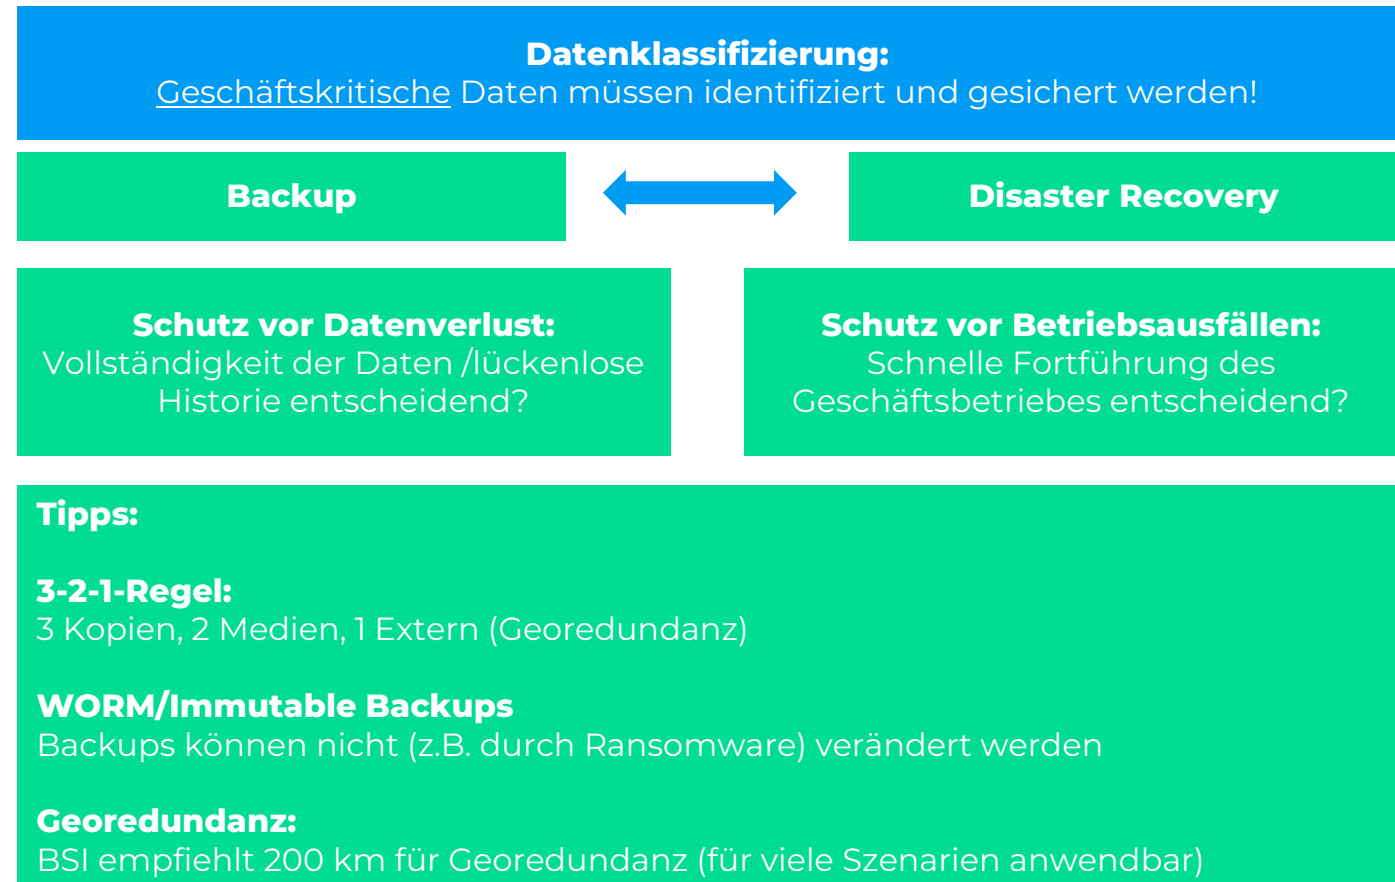 Datenklassifizierung:
Geschäftskritische Daten müssen identifiziert und gesichert werden!
Backup
Disaster Recovery
Schutz vor Datenverlust:
Vollständigkeit der Daten /lückenlose
Historie entscheidend?
Schutz vor Betriebsausfällen:
Schnelle Fortführung des
Geschäftsbetriebes entscheidend?
Tipps:
3-2-1-Regel:
3 Kopien, 2 Medien, 1 Extern (Georedundanz)
WORM/Immutable Backups
Backups können nicht (z.B. durch Ransomware) verändert werden
Georedundanz:
BSI empfiehlt 200 km für Georedundanz (für viele Szenarien anwendbar)